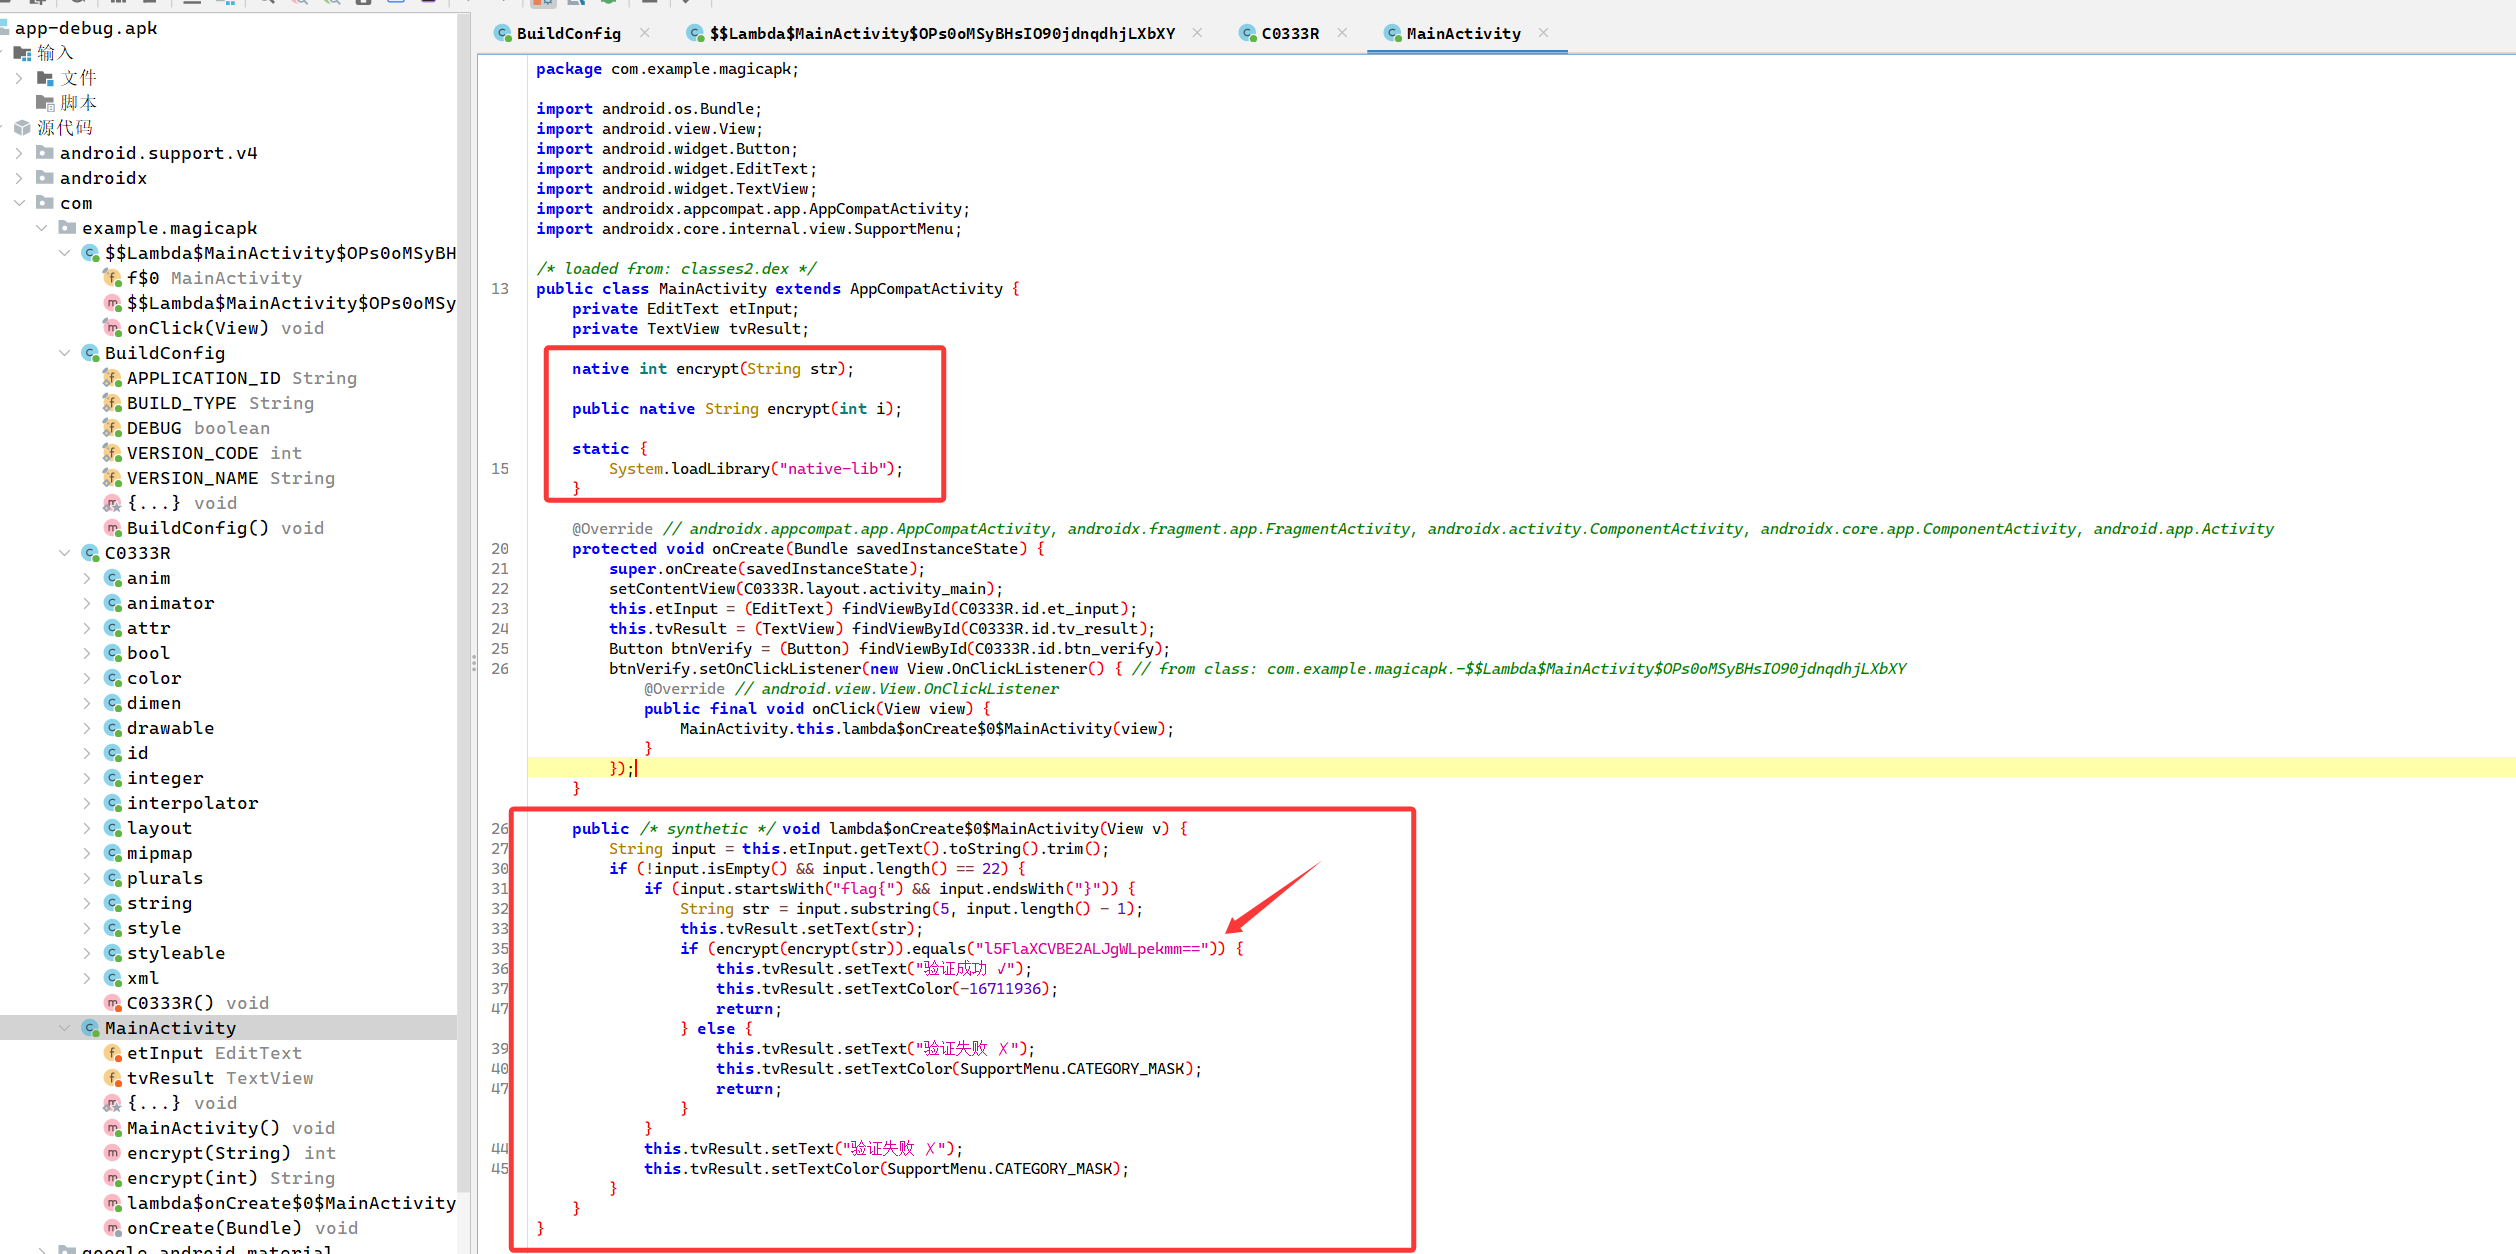 app-debug.apk
输入
文件
脚本
源代码
android.support.v4
androidx
com
example.magicapk
$$Lambda$MainActivity$OPs0oMSyBH
f$0 MainActivity
$$Lambda$MainActivity$OPs0oMSy
onClick(View) void
BuildConfig
APPLICATION_ID String
BUILD_TYPE String
DEBUG boolean
VERSION_CODE int
VERSION_NAME String
{...} void
BuildConfig() void
C0333R
anim
animator
attr
bool
color
dimen
drawable
id
integer
interpolator
layout
mipmap
plurals
string
style
styleable
xml
C0333R() void
MainActivity
etInput EditText
tvResult TextView
{...} void
MainActivity() void
encrypt(String) int
encrypt(int) String
lambda$onCreate$0$MainActivity
onCreate(Bundle) void
google.android.material
BuildConfig
$$Lambda$MainActivity$OPs0oMSyBHsIO90jdnqdhjLXbXY
C0333R
MainActivity
package com.example.magicapk;
import android.os.Bundle;
import android.view.View;
import android.widget.Button;
import android.widget.EditText;
import android.widget.TextView;
import androidx.appcompat.app.AppCompatActivity;
import androidx.core.internal.view.SupportMenu;
/* loaded from: classes2.dex */
13 public class MainActivity extends AppCompatActivity {
private EditText etInput;
private TextView tvResult;
native int encrypt(String str);
public native String encrypt(int i);
static {
15 System.loadLibrary("native-lib");
}
@Override // androidx.appcompat.app.AppCompatActivity, androidx.fragment.app.FragmentActivity, androidx.activity.ComponentActivity, androidx.core.app.ComponentActivity, android.app.Activity
20 protected void onCreate(Bundle savedInstanceState) {
21 super.onCreate(savedInstanceState);
22 setContentView(C0333R.layout.activity_main);
23 this.etInput = (EditText) findViewById(C0333R.id.et_input);
24 this.tvResult = (TextView) findViewById(C0333R.id.tv_result);
25 Button btnVerify = (Button) findViewById(C0333R.id.btn_verify);
26 btnVerify.setOnClickListener(new View.OnClickListener() { // from class: com.example.magicapk.-$$Lambda$MainActivity$OPs0oMSyBHsIO90jdnqdhjLXbXY
@Override // android.view.View.OnClickListener
public final void onClick(View view) {
MainActivity.this.lambda$onCreate$0$MainActivity(view);
}
});
}
26 public /* synthetic */ void lambda$onCreate$0$MainActivity(View v) {
27 String input = this.etInput.getText().toString().trim();
30 if (!input.isEmpty() && input.length() == 22) {
31 if (input.startsWith("flag{") && input.endsWith("}")) {
32 String str = input.substring(5, input.length() - 1);
33 this.tvResult.setText(str);
35 if (encrypt(encrypt(str)).equals("l5FlaXCVBE2ALJgWLpekmm==")) {
36 this.tvResult.setText("验证成功 ✓");
37 this.tvResult.setTextColor(-16711936);
47 return;
} else {
39 this.tvResult.setText("验证失败 ✗");
40 this.tvResult.setTextColor(SupportMenu.CATEGORY_MASK);
47 return;
}
}
44 this.tvResult.setText("验证失败 ✗");
45 this.tvResult.setTextColor(SupportMenu.CATEGORY_MASK);
}
}
}